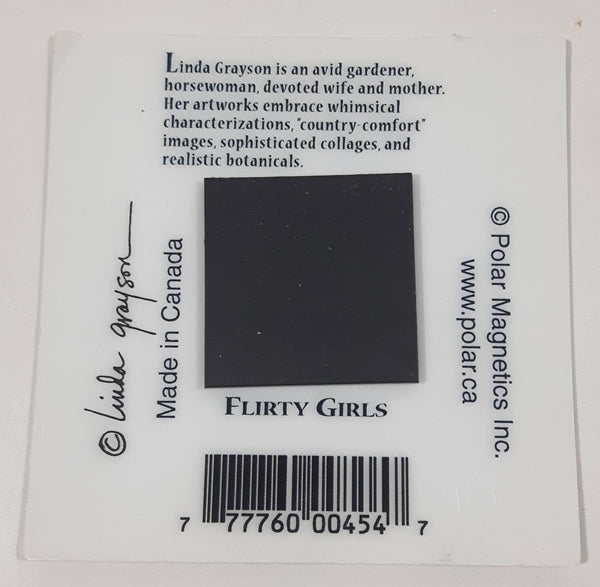 Linda Grayson is an avid gardener,
horsewoman, devoted wife and mother.
Her artworks embrace whimsical
characterizations, "country-comfort"
images, sophisticated collages, and
realistic botanicals.
© Linda Grayson
Made in Canada
© Polar Magnetics Inc.
www.polar.ca
FLIRTY GIRLS
7 77760 00454 7